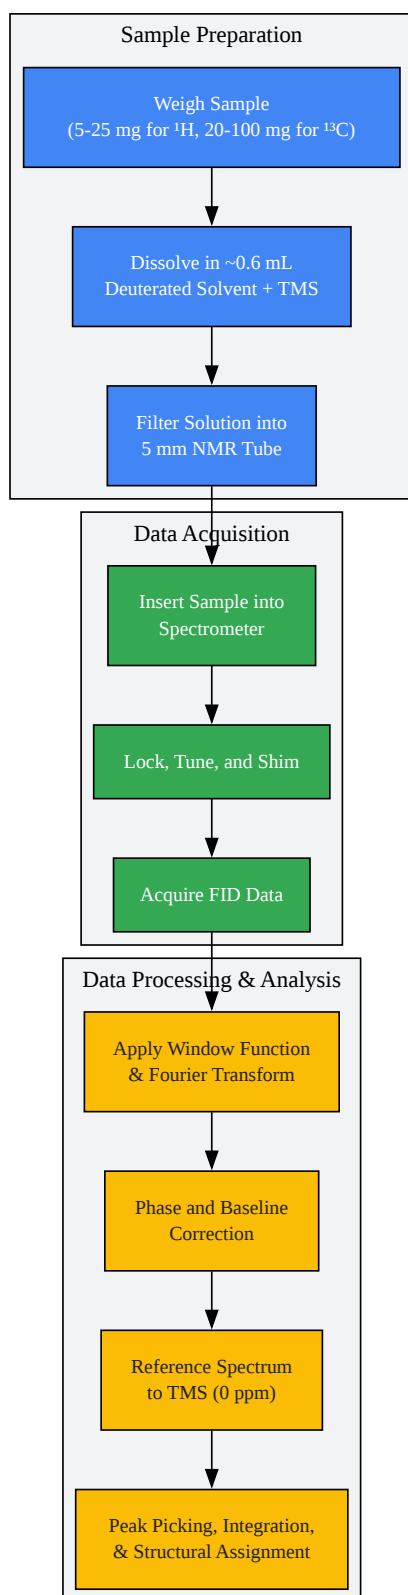 Sample Preparation
Weigh Sample
(5-25 mg for ¹H, 20-100 mg for ¹³C)
Dissolve in ~0.6 mL
Deuterated Solvent + TMS
Filter Solution into
5 mm NMR Tube
Data Acquisition
Insert Sample into
Spectrometer
Lock, Tune, and Shim
Acquire FID Data
Data Processing & Analysis
Apply Window Function
& Fourier Transform
Phase and Baseline
Correction
Reference Spectrum
to TMS (0 ppm)
Peak Picking, Integration,
& Structural Assignment